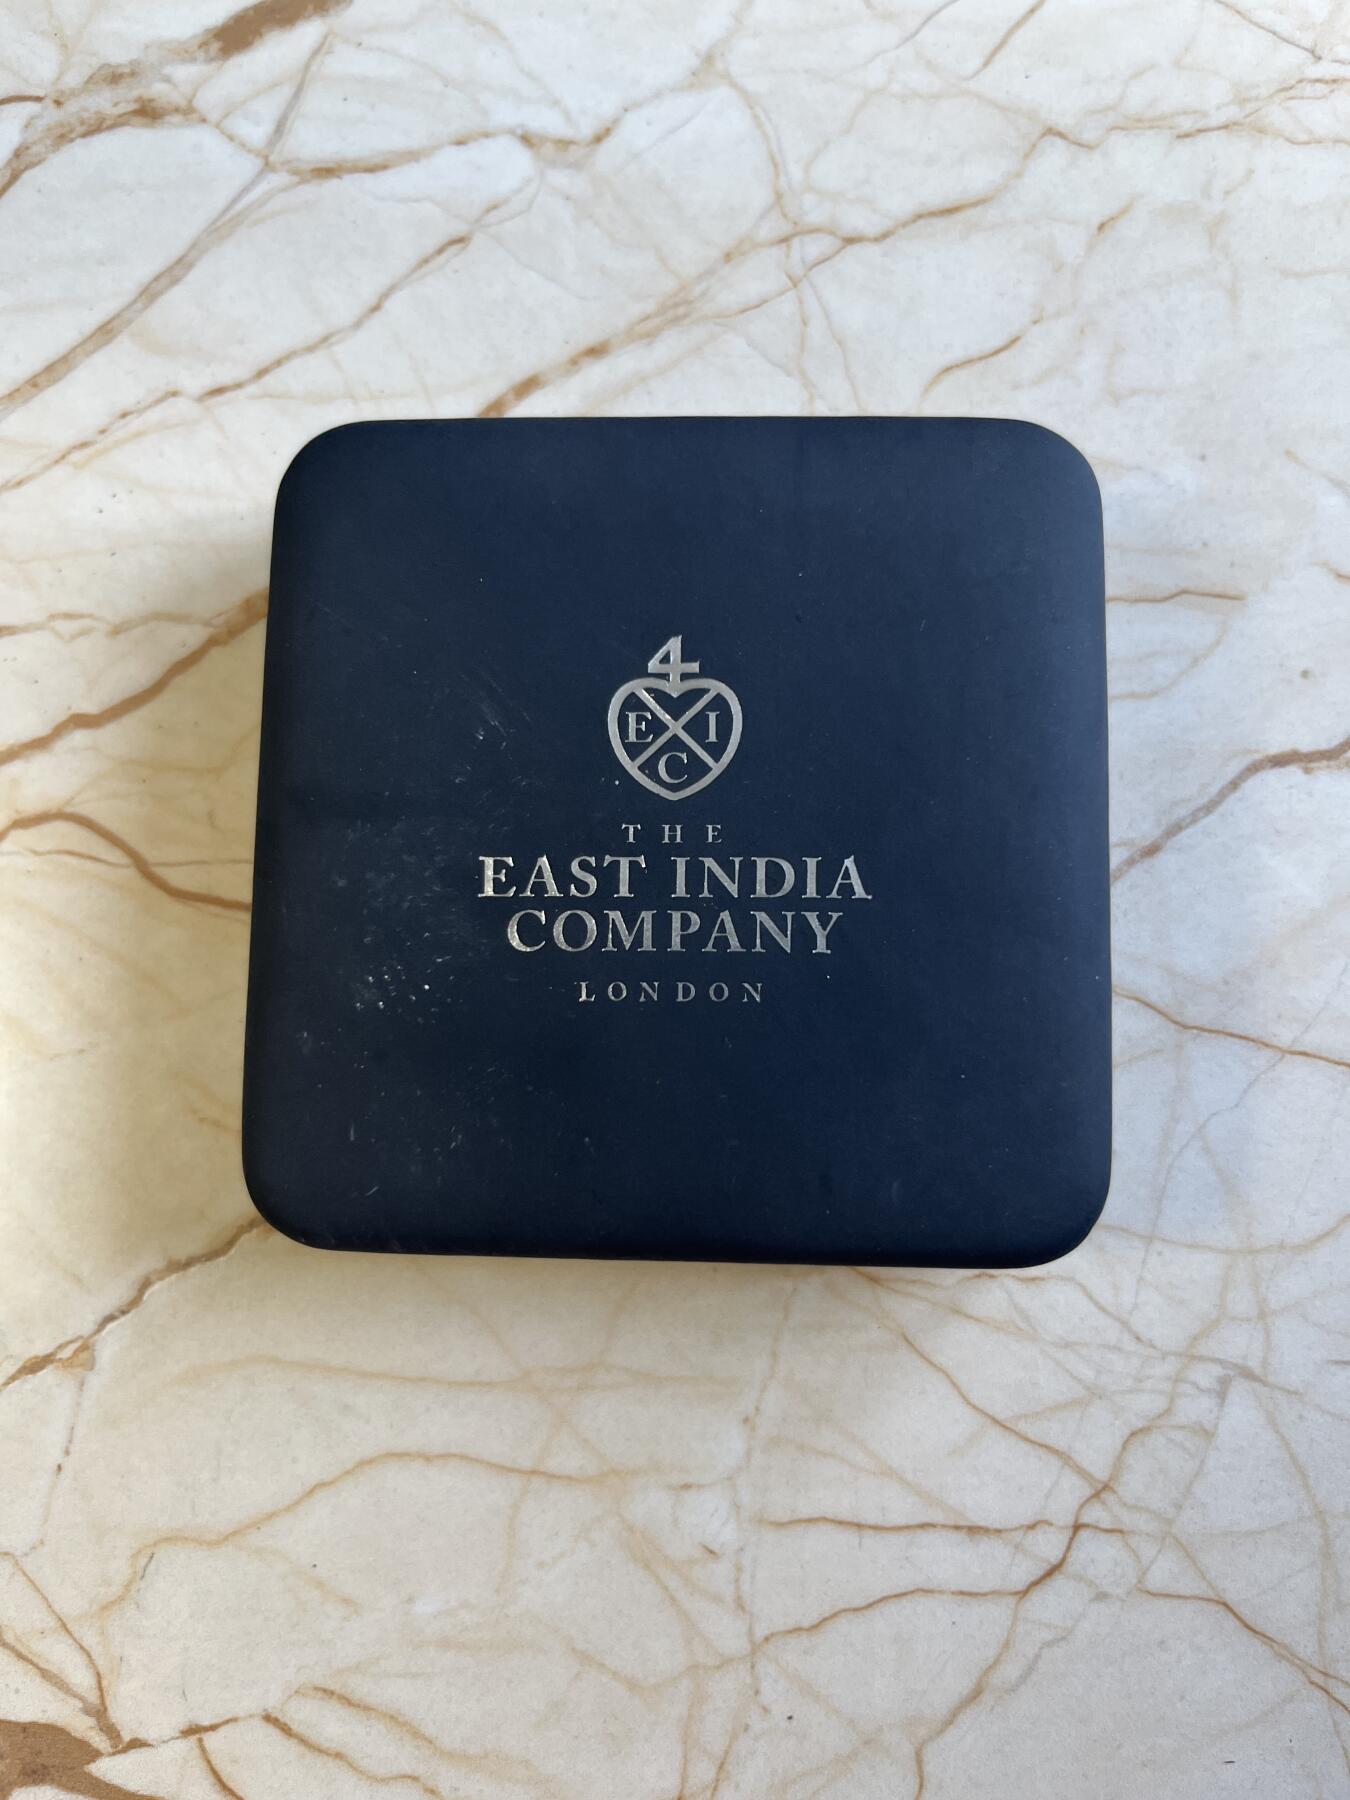 4
E I
C
THE
EAST INDIA
COMPANY
LONDON